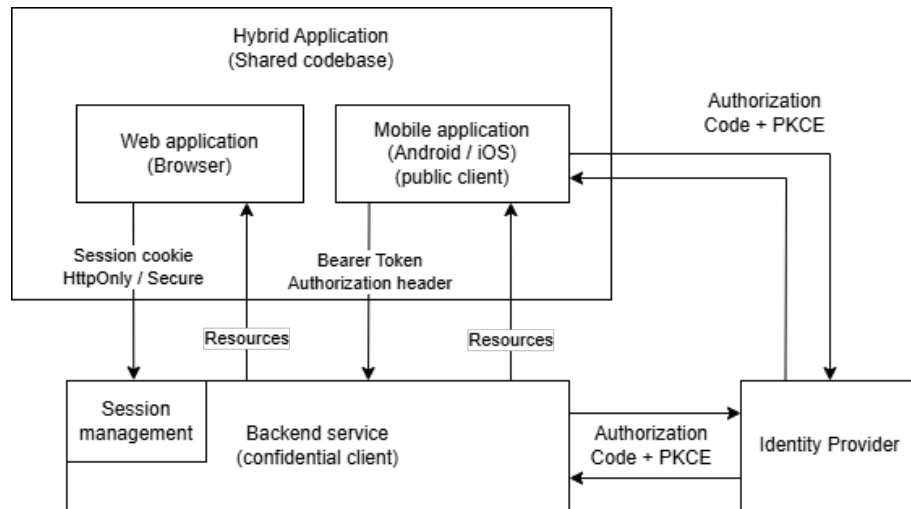 Hybrid Application
(Shared codebase)
Authorization
Code + PKCE
Web application
(Browser)
Mobile application
(Android / iOS)
(public client)
Session cookie
HttpOnly / Secure
Bearer Token
Authorization header
Resources
Resources
Session
management
Backend service
(confidential client)
Authorization
Code + PKCE
Identity Provider